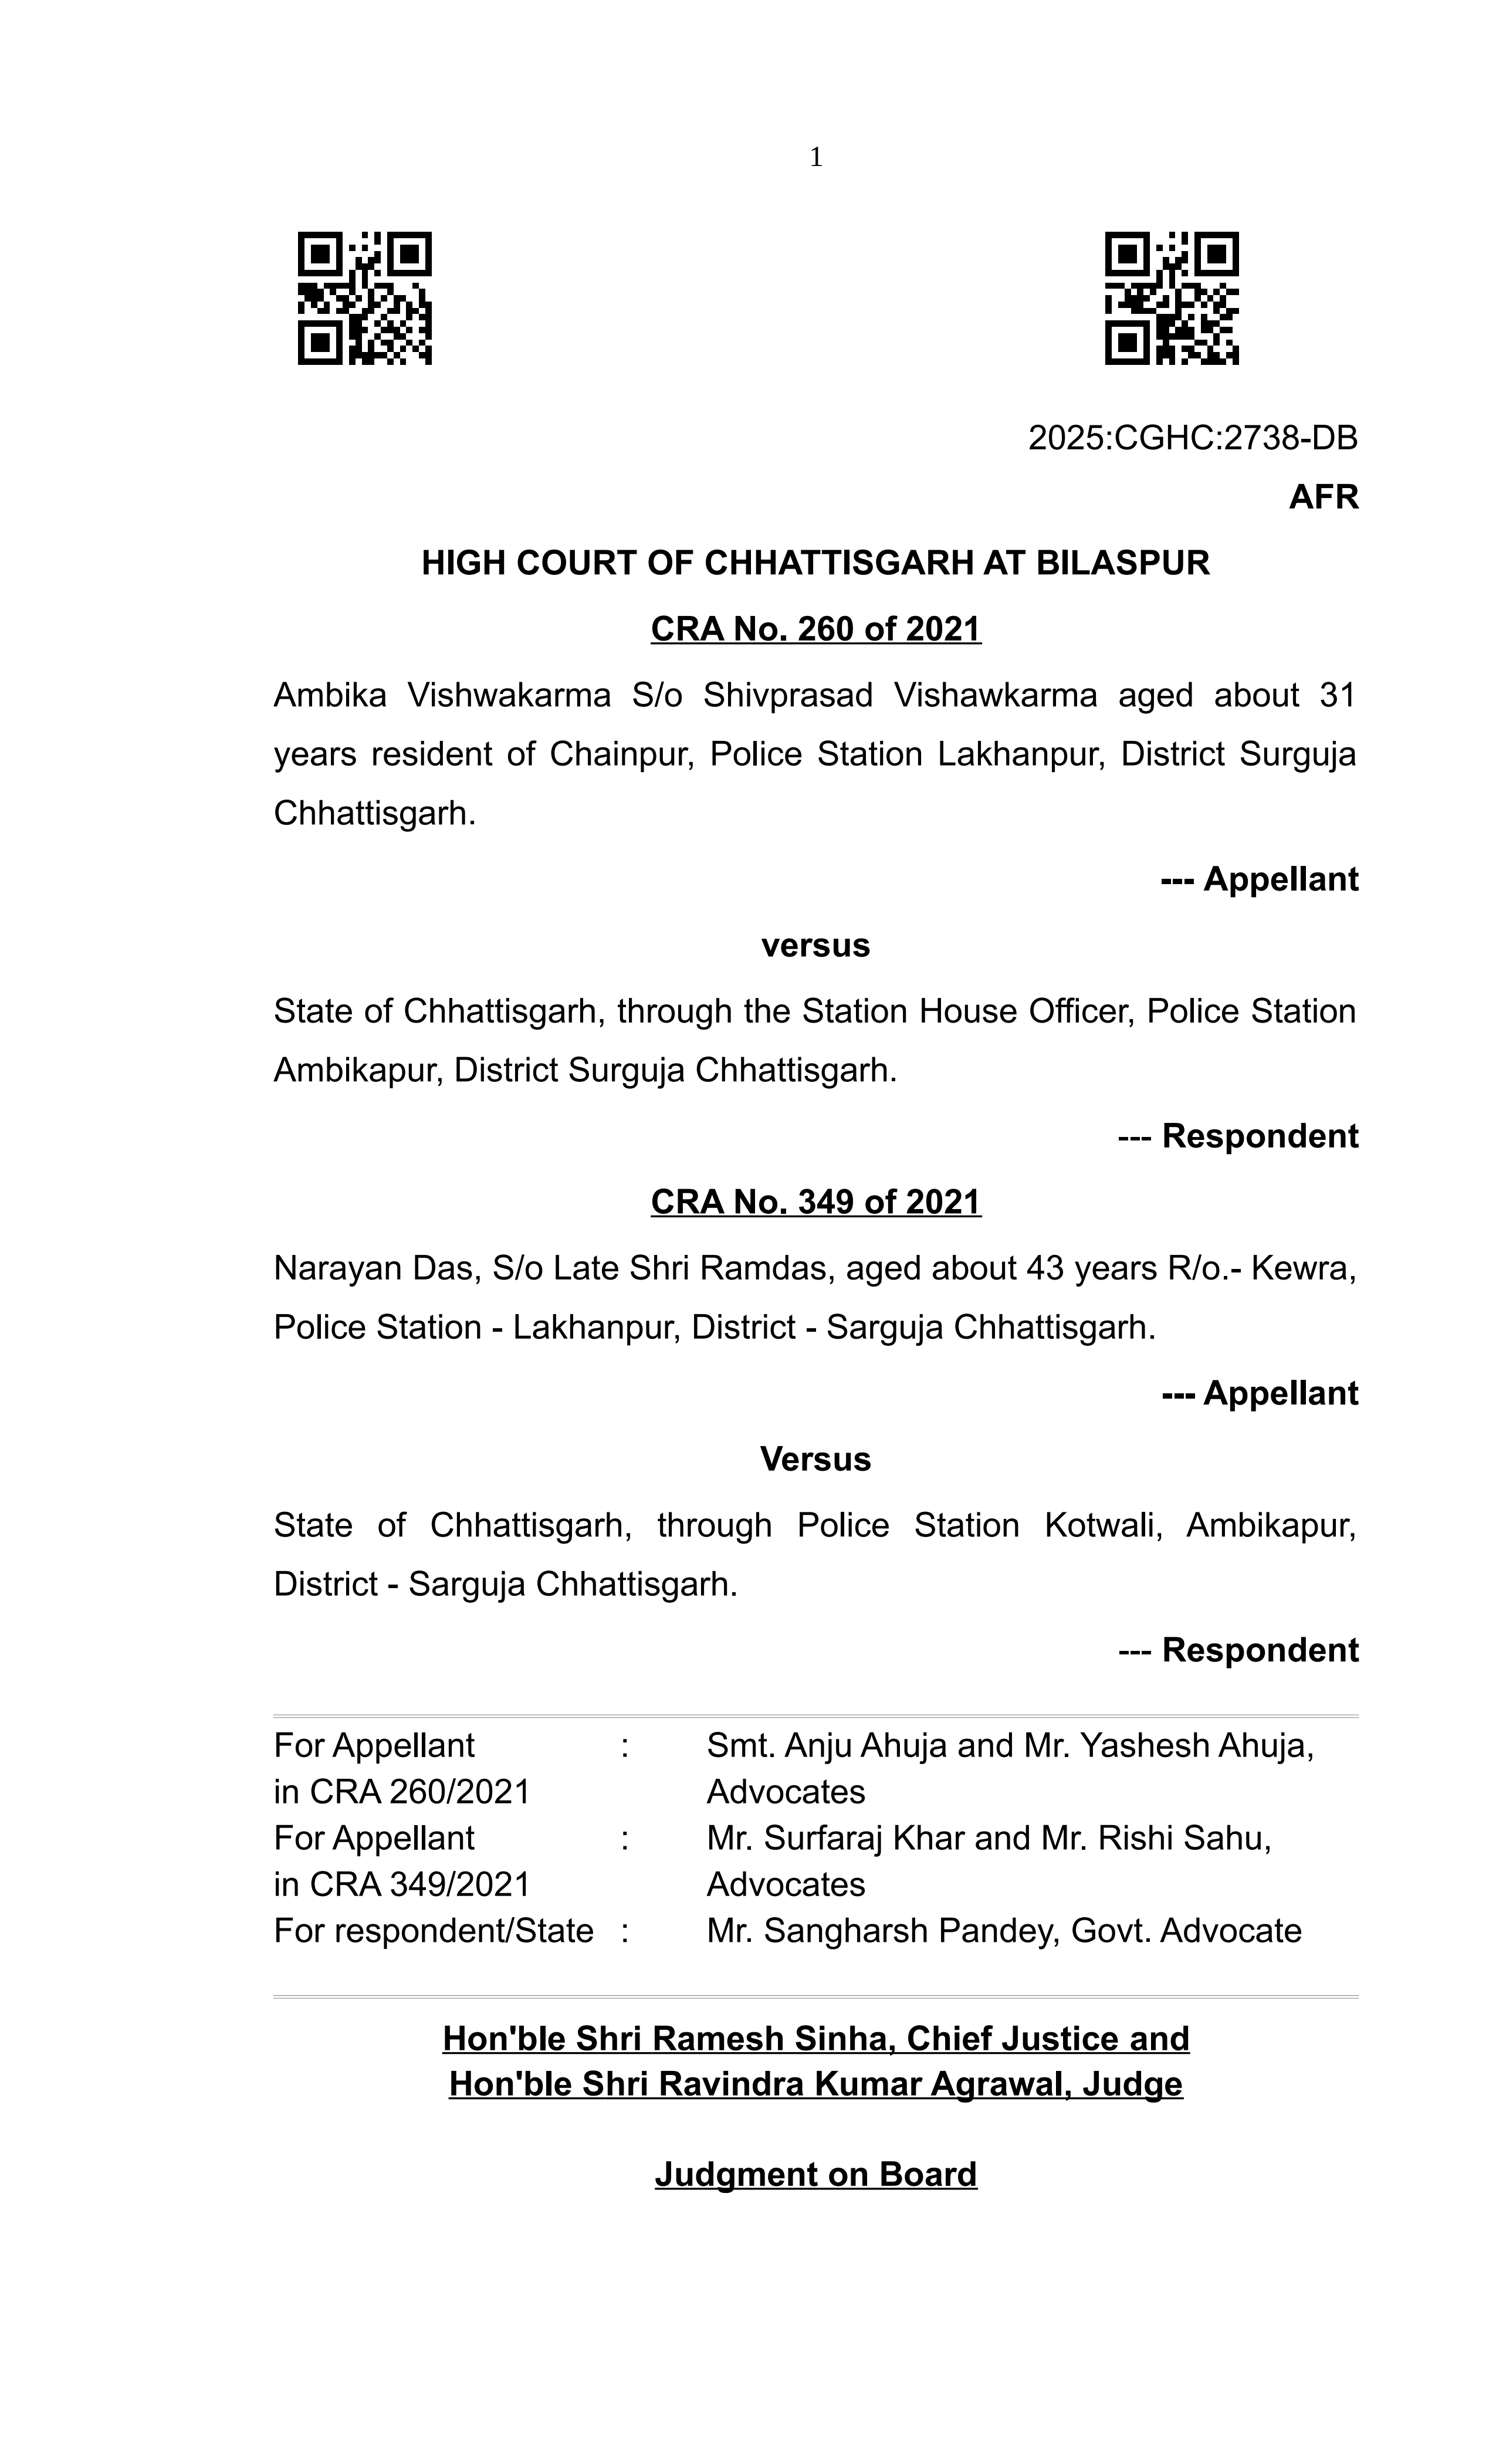 1
2025:CGHC:2738-DB
AFR
HIGH COURT OF CHHATTISGARH AT BILASPUR
CRA No. 260 of 2021
Ambika Vishwakarma S/o Shivprasad Vishawkarma aged about 31
years resident of Chainpur, Police Station Lakhanpur, District Surguja
Chhattisgarh.
--- Appellant
versus
State of Chhattisgarh, through the Station House Officer, Police Station
Ambikapur, District Surguja Chhattisgarh.
--- Respondent
CRA No. 349 of 2021
Narayan Das, S/o Late Shri Ramdas, aged about 43 years R/o.- Kewra,
Police Station - Lakhanpur, District - Sarguja Chhattisgarh.
--- Appellant
Versus
State of Chhattisgarh, through Police Station Kotwali, Ambikapur,
District - Sarguja Chhattisgarh.
--- Respondent
For Appellant : Smt. Anju Ahuja and Mr. Yashesh Ahuja,
in CRA 260/2021 Advocates
For Appellant : Mr. Surfaraj Khar and Mr. Rishi Sahu,
in CRA 349/2021 Advocates
For respondent/State : Mr. Sangharsh Pandey, Govt. Advocate
Hon'ble Shri Ramesh Sinha, Chief Justice and
Hon'ble Shri Ravindra Kumar Agrawal, Judge
Judgment on Board